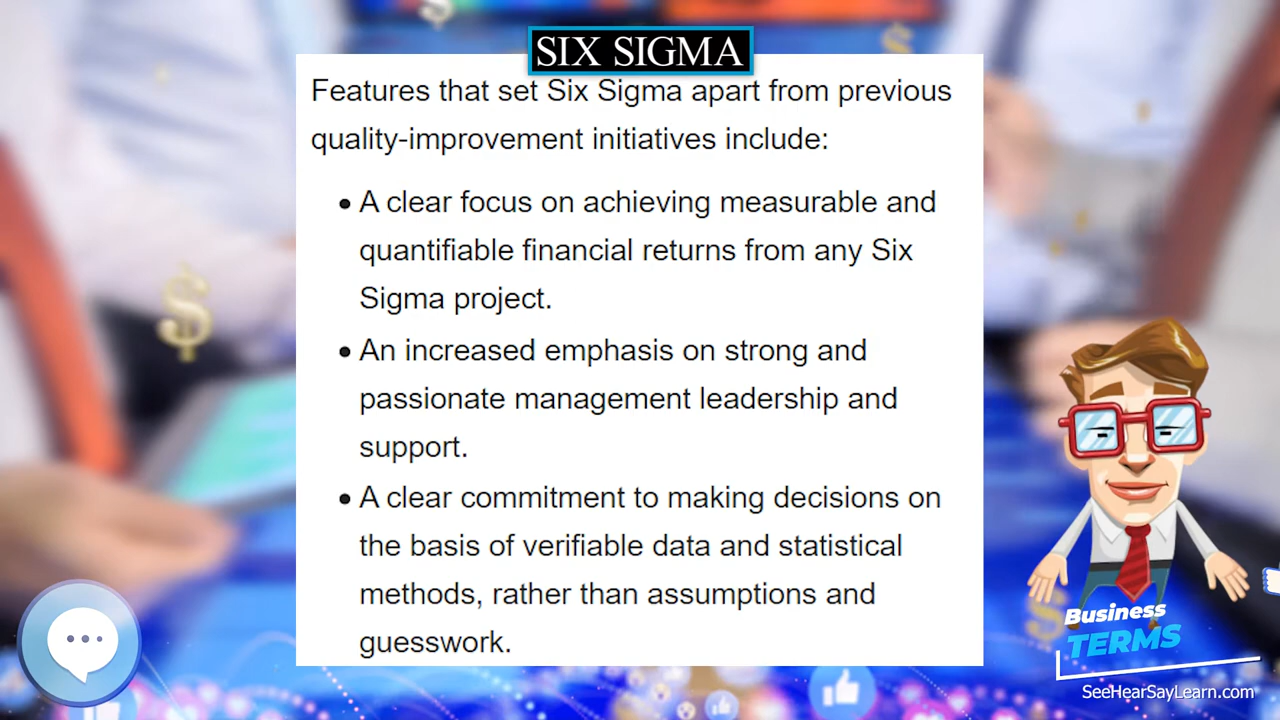 SIX SIGMA
Features that set Six Sigma apart from previous
quality-improvement initiatives include:
• A clear focus on achieving measurable and
quantifiable financial returns from any Six
Sigma project.
• An increased emphasis on strong and
passionate management leadership and
support.
• A clear commitment to making decisions on
the basis of verifiable data and statistical
methods, rather than assumptions and
guesswork.
Business
TERMS
SeeHearSayLearn.com